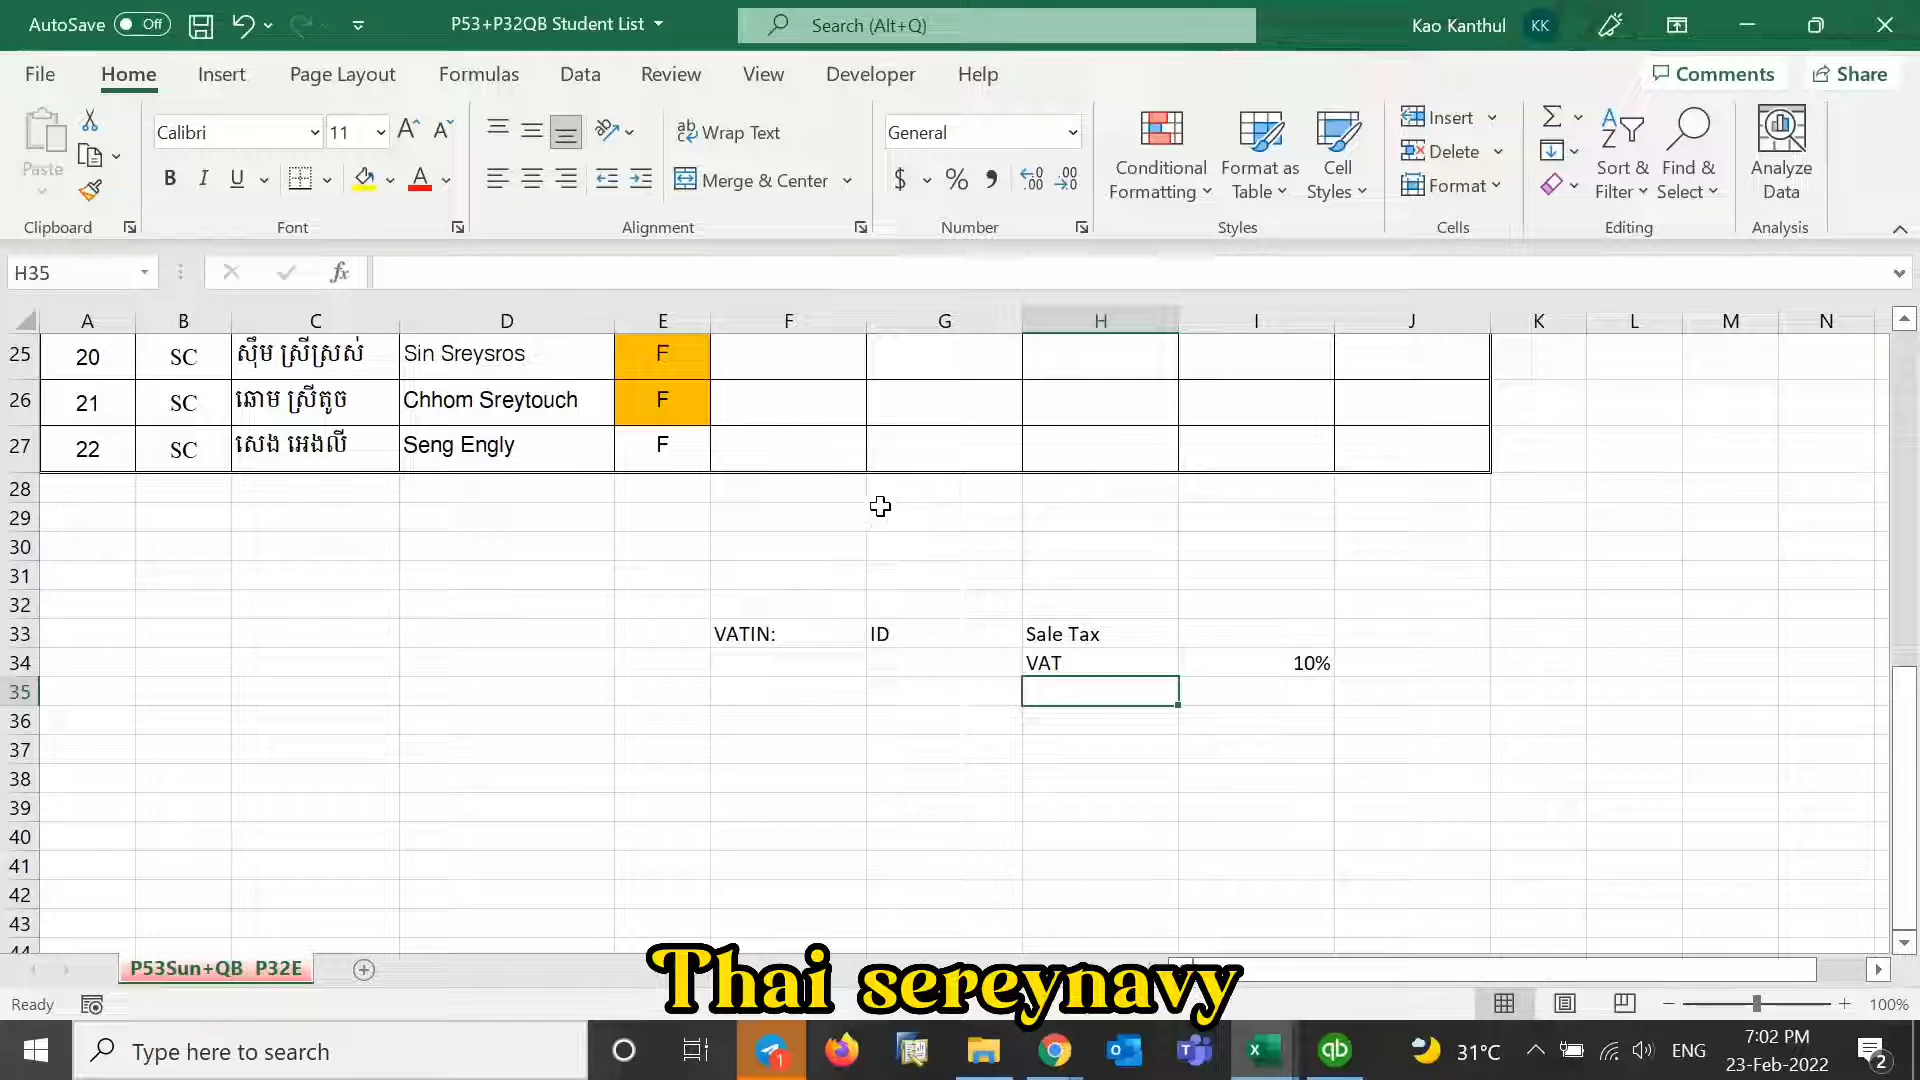 AutoSave Off P53+P32QB Student List Search (Alt+Q) Kao Kanthul KK
File Home Insert Page Layout Formulas Data Review View Developer Help Comments Share
Paste Calibri 11 Wrap Text General Conditional Formatting Format as Table Cell Styles Insert Delete Format Sort & Filter Find & Select Analyze Data
B I U Merge & Center $ %
Clipboard Font Alignment Number Styles Cells Editing Analysis
H35 fx
A B C D E F G H I J K L M N
25 20 SC ស៊ឹម ស្រីស្រស់ Sin Sreysros F
26 21 SC ឆោម ស្រីតូច Chhom Sreytouch F
27 22 SC សេង អេងលី Seng Engly F
28
29
30
31
32
33 VATIN: ID Sale Tax
34 VAT 10%
35
36
37
38
39
40
41
42
43
44
P53Sun+QB P32E
Thai sereynavy
Ready 100%
Type here to search 1 qb 31°C ENG 7:02 PM
23-Feb-2022 2